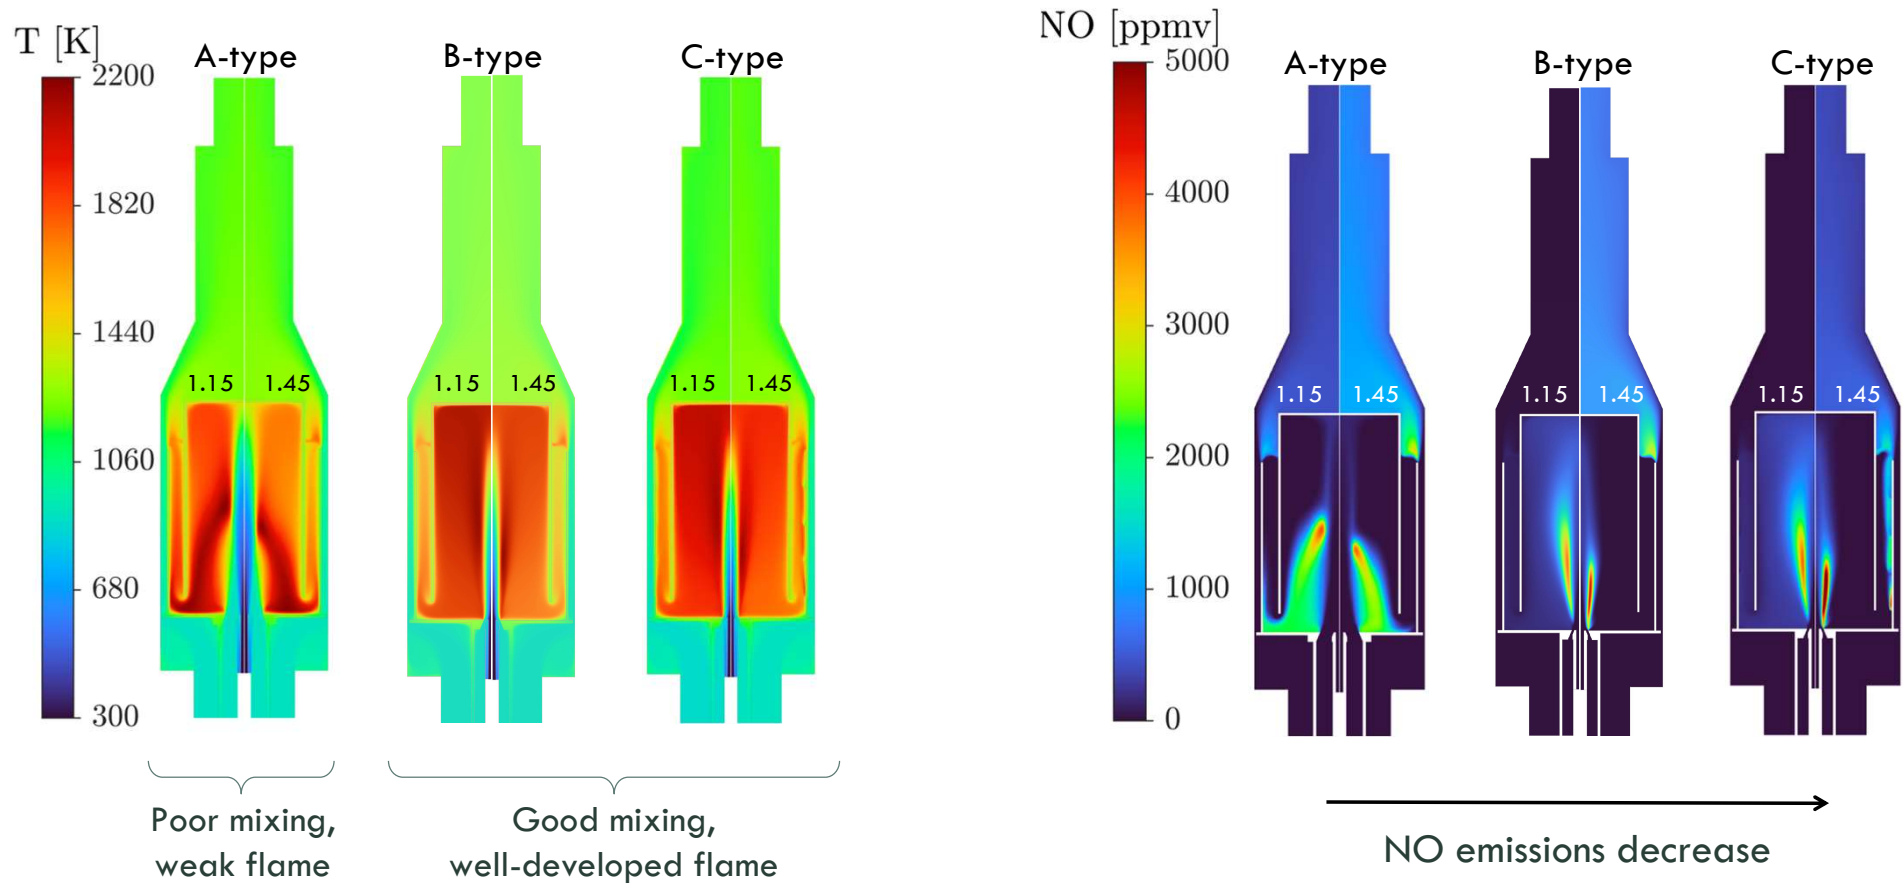 T [K]
2200
1820
1440
1060
680
300
A-type
B-type
C-type
1.15
1.45
1.15
1.45
1.15
1.45
Poor mixing,
weak flame
Good mixing,
well-developed flame
NO [ppmv]
5000
4000
3000
2000
1000
0
A-type
B-type
C-type
1.15
1.45
1.15
1.45
1.15
1.45
NO emissions decrease